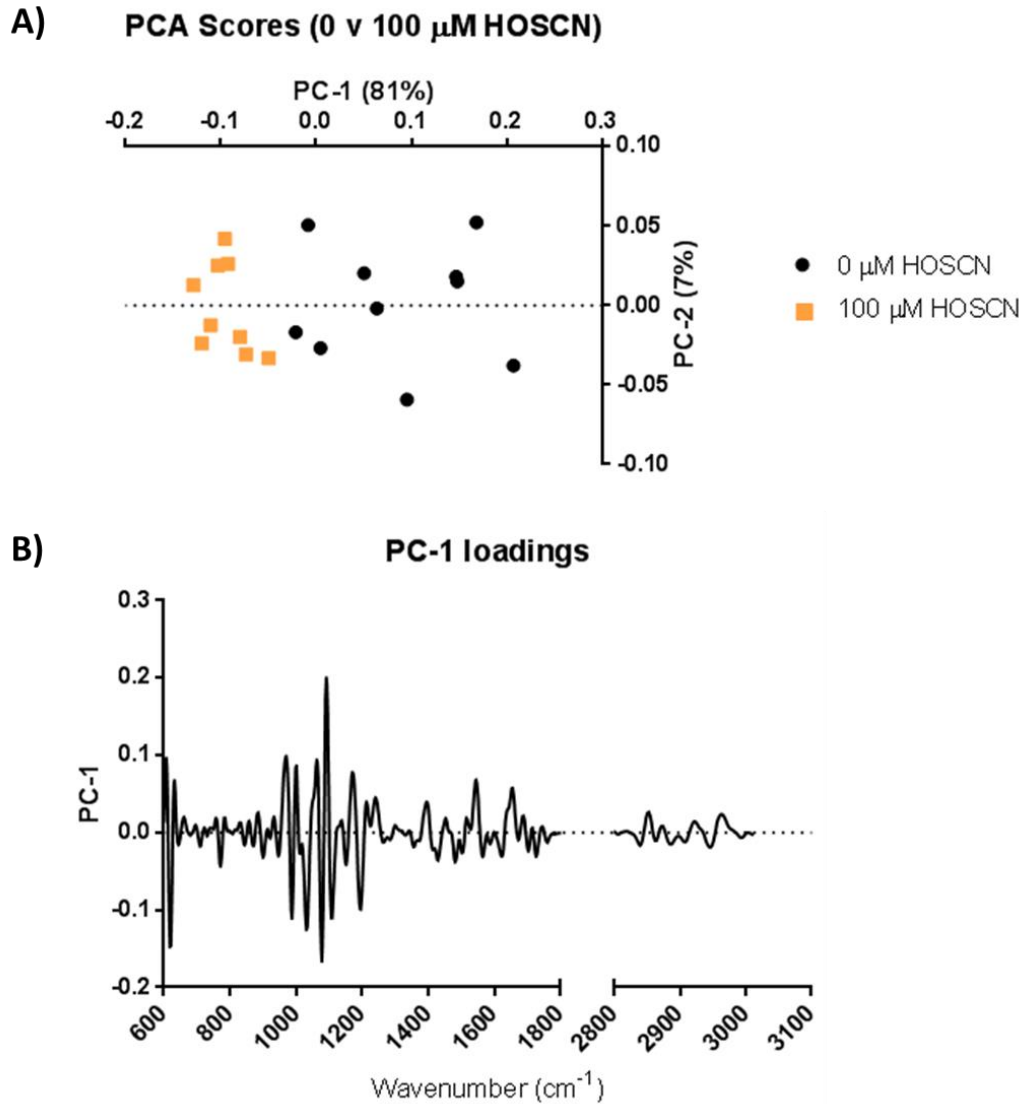 A)
PCA Scores (0 v 100 μM HOSCN)
PC-1 (81%)
-0.2 -0.1 0.0 0.1 0.2 0.3
0.10
0.05
0.00
-0.05
-0.10
PC-2 (7%)
0 μM HOSCN
100 μM HOSCN
B)
PC-1 loadings
0.3
0.2
0.1
0.0
-0.1
-0.2
PC-1
600 800 1000 1200 1400 1600 1800 2800 2900 3000 3100
Wavenumber (cm⁻¹)